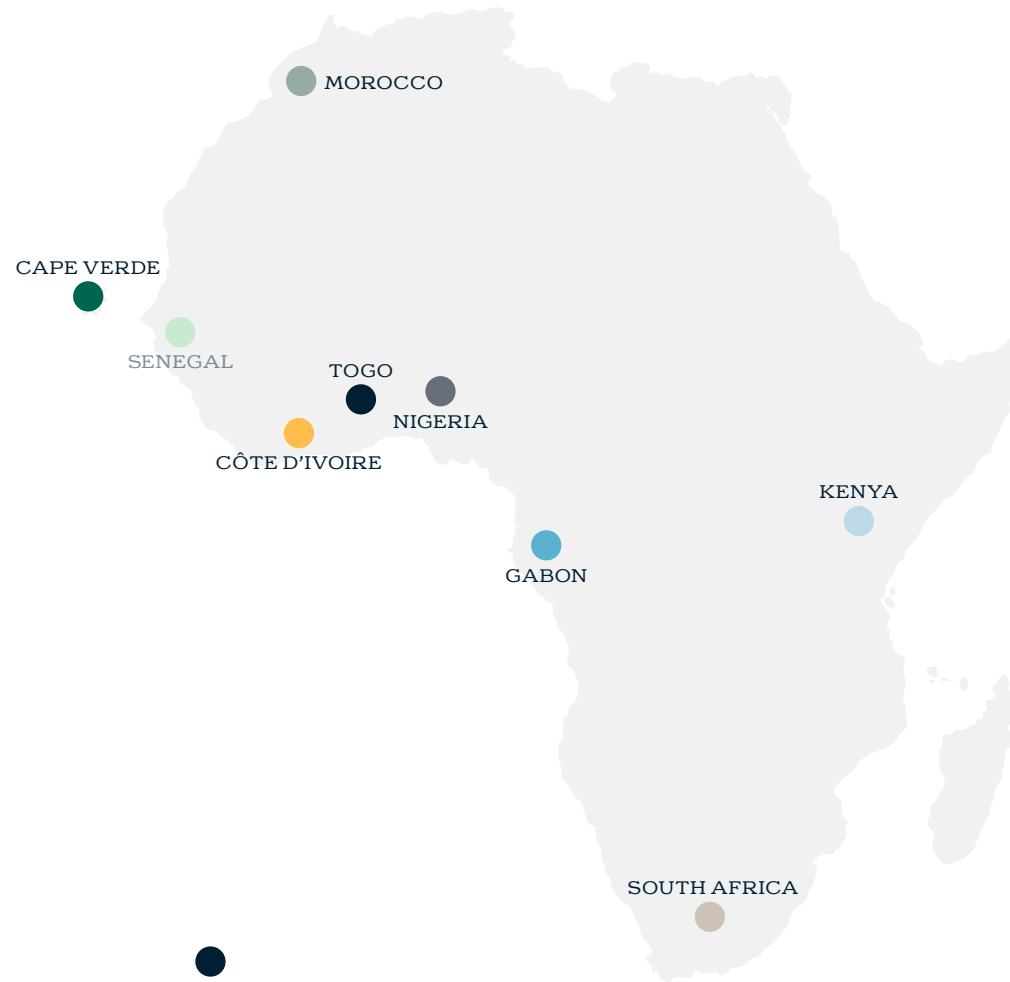 MOROCCO
CAPE VERDE
SENEGAL
TOGO
NIGERIA
CÔTE D’IVOIRE
KENYA
GABON
SOUTH AFRICA